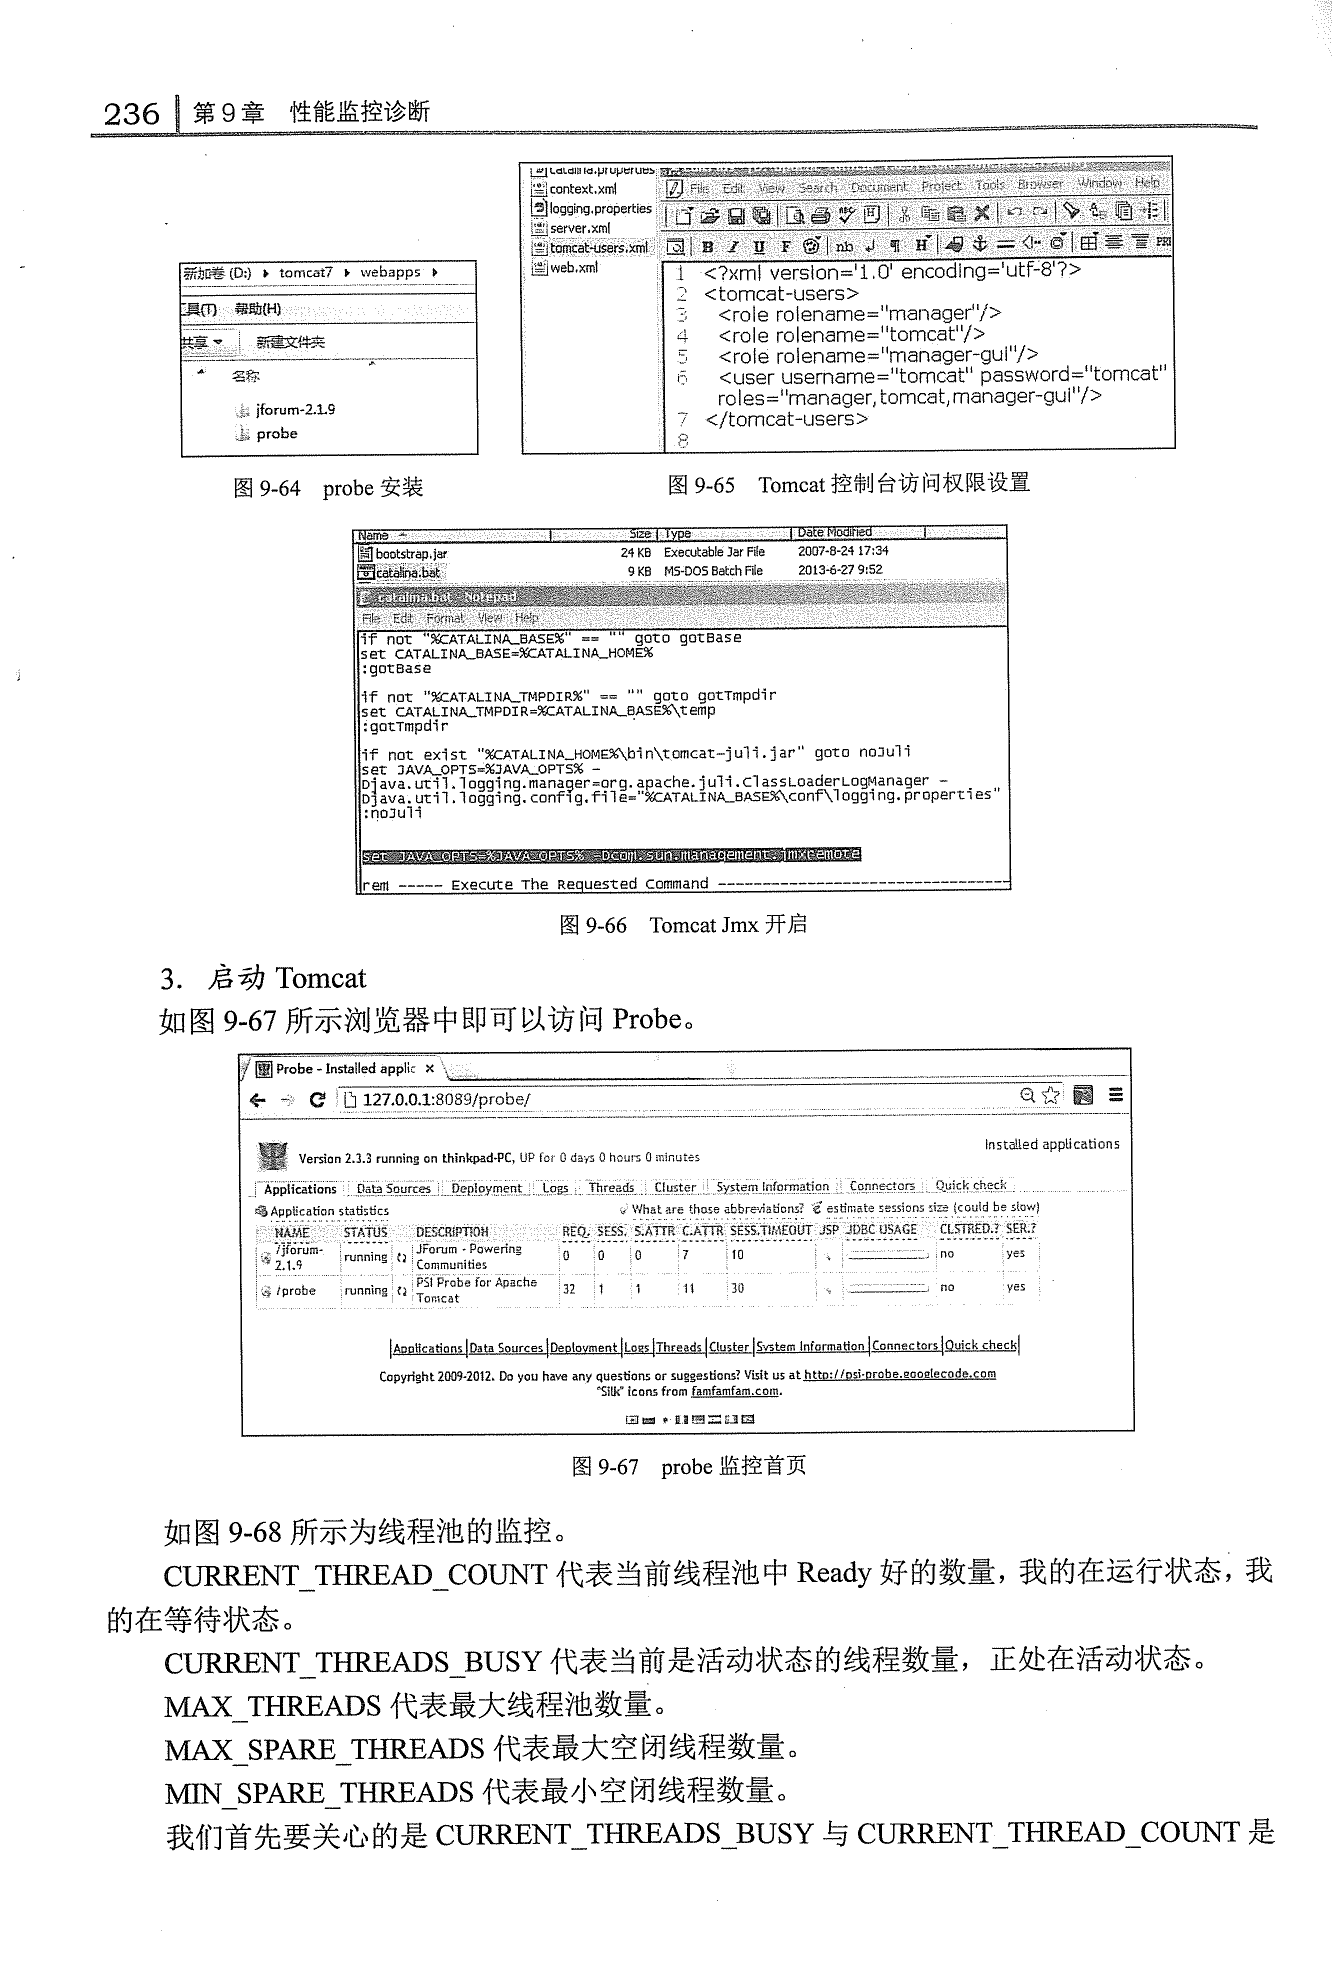 236 第9章 性能监控诊断
新加卷 (D:) ▸ tomcat7 ▸ webapps ▸
具(T) 帮助(H)
共享 ▾ 新建文件夹
名称
jforum-2.1.9
probe
图 9-64 probe 安装
catalina.properties
context.xml
logging.properties
server.xml
tomcat-users.xml
web.xml
File Edit View Search Document Project Tools Browser Window Help
B I U F nb ¶ H
1 <?xml version='1.0' encoding='utf-8'?>
2 <tomcat-users>
3 <role rolename="manager"/>
4 <role rolename="tomcat"/>
5 <role rolename="manager-gui"/>
6 <user username="tomcat" password="tomcat"
roles="manager,tomcat,manager-gui"/>
7 </tomcat-users>
8
图 9-65 Tomcat 控制台访问权限设置
Name Size Type Date Modified
bootstrap.jar 24 KB Executable Jar File 2007-8-24 17:34
catalina.bat 9 KB MS-DOS Batch File 2013-6-27 9:52
catalina.bat - Notepad
File Edit Format View Help
if not "%CATALINA_BASE%" == "" goto gotBase
set CATALINA_BASE=%CATALINA_HOME%
:gotBase
if not "%CATALINA_TMPDIR%" == "" goto gotTmpdir
set CATALINA_TMPDIR=%CATALINA_BASE%\temp
:gotTmpdir
if not exist "%CATALINA_HOME%\bin\tomcat-juli.jar" goto noJuli
set JAVA_OPTS=%JAVA_OPTS% -
Djava.util.logging.manager=org.apache.juli.ClassLoaderLogManager -
Djava.util.logging.config.file="%CATALINA_BASE%\conf\logging.properties"
:noJuli
set JAVA_OPTS=%JAVA_OPTS% -Dcom.sun.management.jmxremote
rem ----- Execute The Requested Command ---------------------------------
图 9-66 Tomcat Jmx 开启
3. 启动 Tomcat
如图 9-67 所示浏览器中即可以访问 Probe。
Probe - Installed applic ×
127.0.0.1:8089/probe/
Installed applications
Version 2.3.3 running on thinkpad-PC, UP for 0 days 0 hours 0 minutes
Applications Data Sources Deployment Logs Threads Cluster System Information Connectors Quick check
Application statistics What are those abbreviations? estimate sessions size (could be slow)
NAME STATUS DESCRIPTION REQ. SESS. S.ATTR C.ATTR SESS.TIMEOUT JSP JDBC USAGE CLSTRED.? SER.?
/jforum-2.1.9 running JForum - Powering Communities 0 0 0 7 10 no yes
/probe running PSI Probe for Apache Tomcat 32 1 1 11 30 no yes
|Applications|Data Sources|Deployment|Logs|Threads|Cluster|System Information|Connectors|Quick check|
Copyright 2009-2012. Do you have any questions or suggestions? Visit us at http://psi-probe.googlecode.com
"Silk" icons from famfamfam.com.
图 9-67 probe 监控首页
如图 9-68 所示为线程池的监控。
CURRENT_THREAD_COUNT 代表当前线程池中 Ready 好的数量，我的在运行状态，我
的在等待状态。
CURRENT_THREADS_BUSY 代表当前是活动状态的线程数量，正处在活动状态。
MAX_THREADS 代表最大线程池数量。
MAX_SPARE_THREADS 代表最大空闭线程数量。
MIN_SPARE_THREADS 代表最小空闭线程数量。
我们首先要关心的是 CURRENT_THREADS_BUSY 与 CURRENT_THREAD_COUNT 是